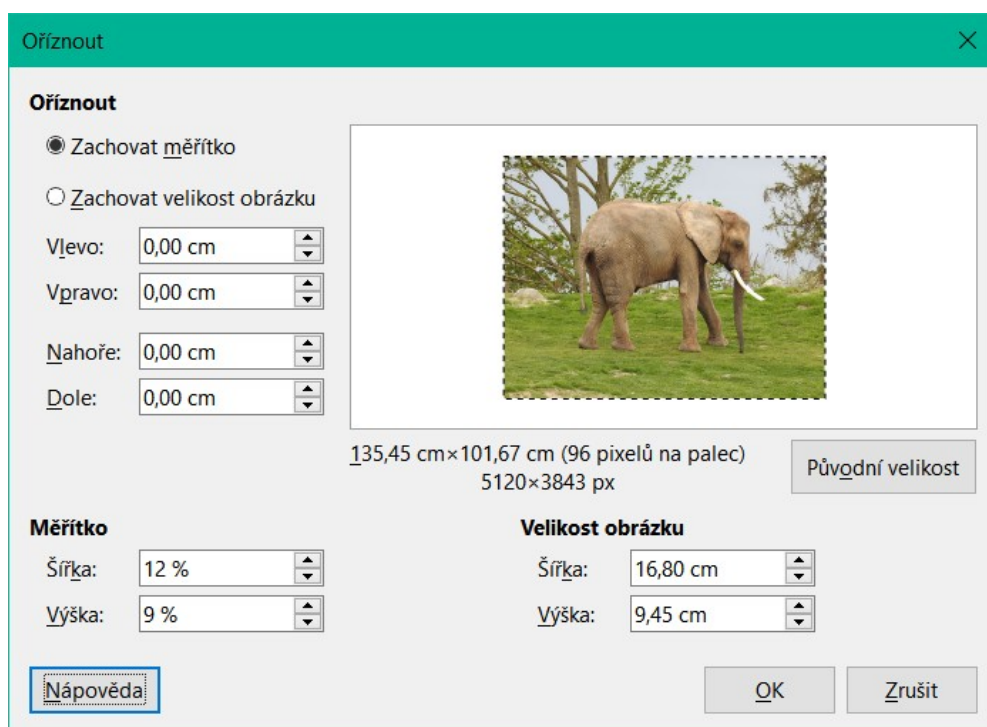 Oříznout
Oříznout
Zachovat měřítko
Zachovat velikost obrázku
Vlevo: 0,00 cm
Vpravo: 0,00 cm
Nahoře: 0,00 cm
Dole: 0,00 cm
135,45 cm×101,67 cm (96 pixelů na palec)
5120×3843 px
Původní velikost
Měřítko
Šířka: 12 %
Výška: 9 %
Velikost obrázku
Šířka: 16,80 cm
Výška: 9,45 cm
Nápověda
OK
Zrušit